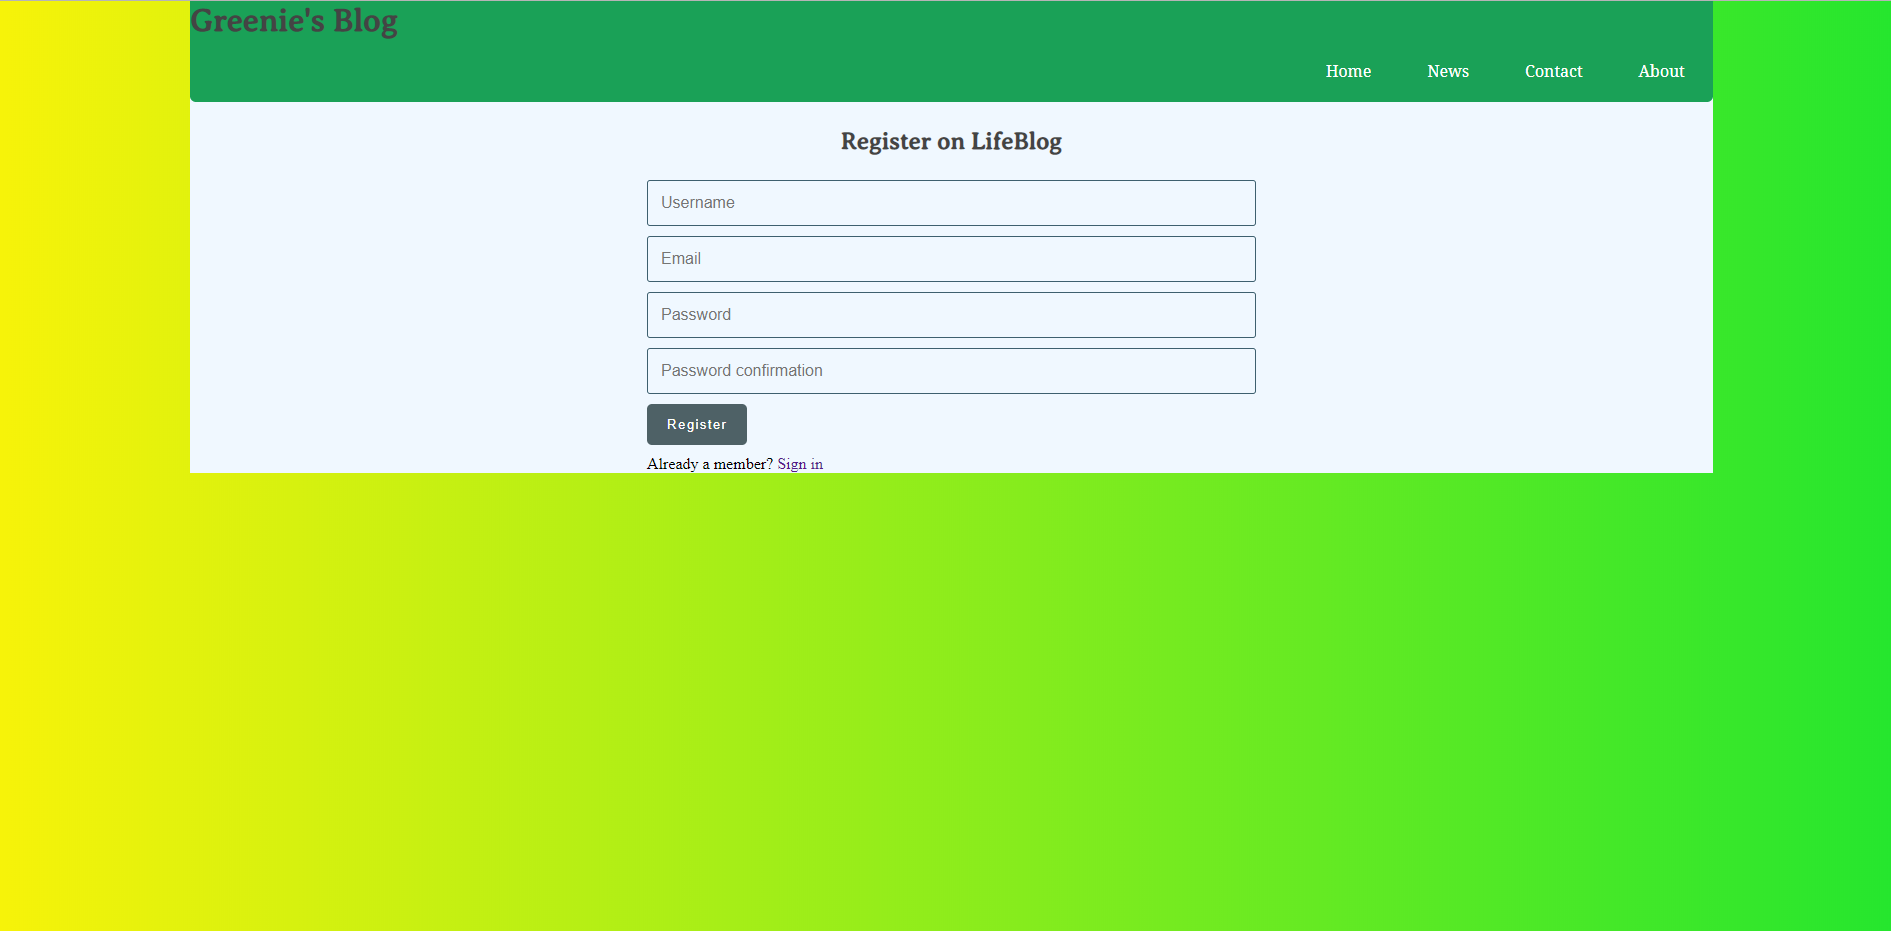 Greenie's Blog
Home News Contact About
Register on LifeBlog
Username
Email
Password
Password confirmation
Register
Already a member? Sign in